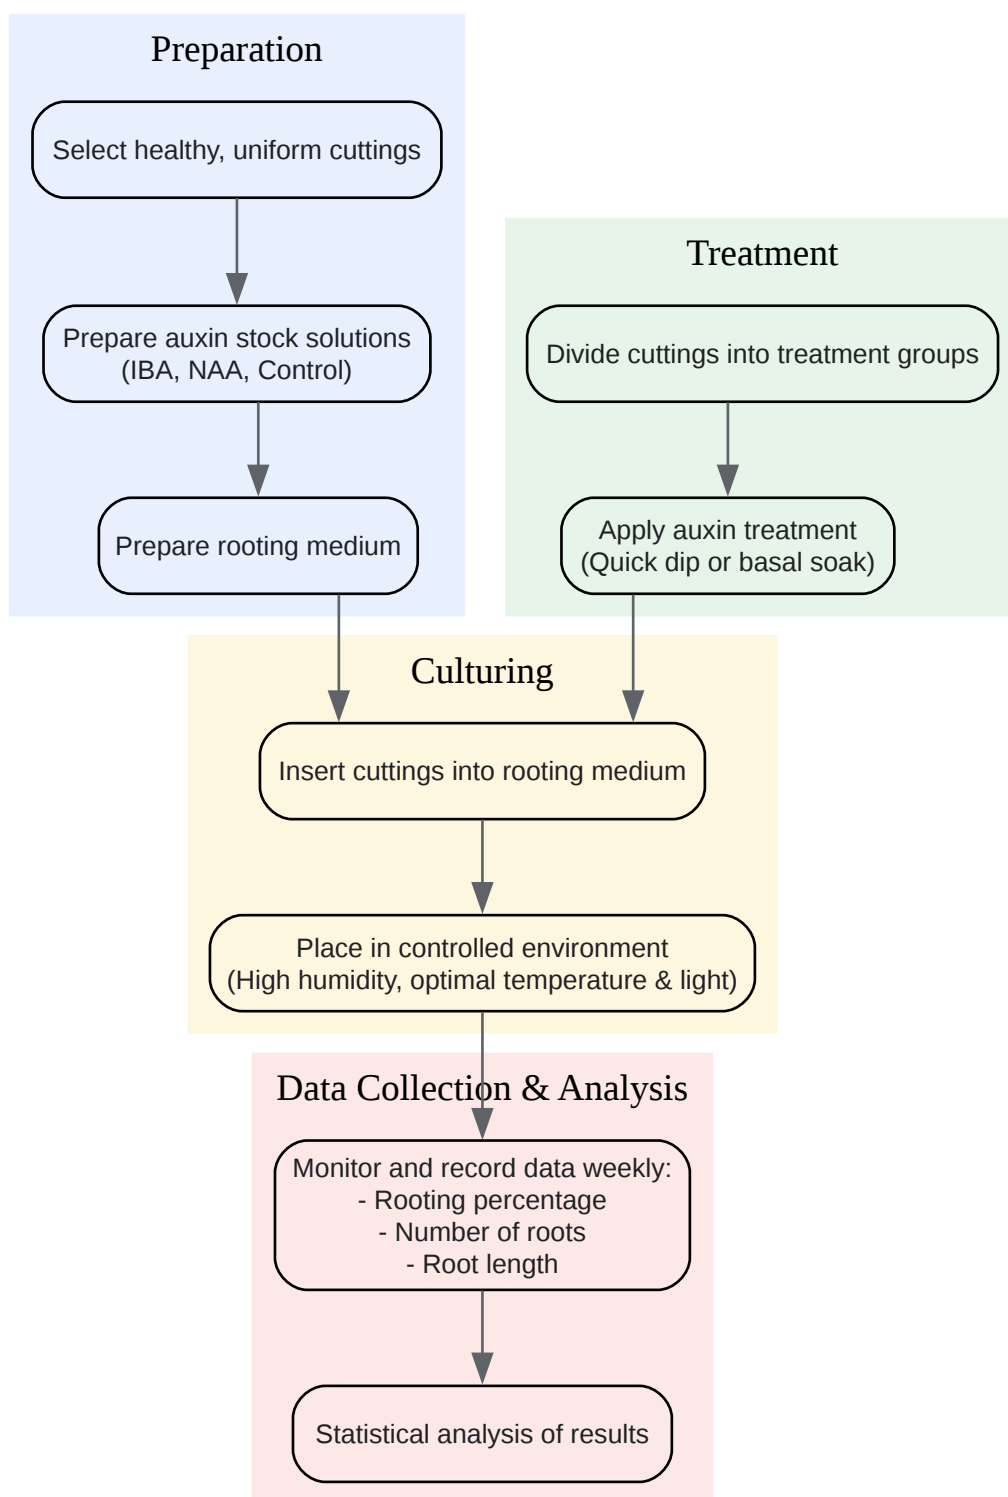 Preparation
Select healthy, uniform cuttings
Prepare auxin stock solutions
(IBA, NAA, Control)
Prepare rooting medium
Treatment
Divide cuttings into treatment groups
Apply auxin treatment
(Quick dip or basal soak)
Culturing
Insert cuttings into rooting medium
Place in controlled environment
(High humidity, optimal temperature & light)
Data Collection & Analysis
Monitor and record data weekly:
- Rooting percentage
- Number of roots
- Root length
Statistical analysis of results